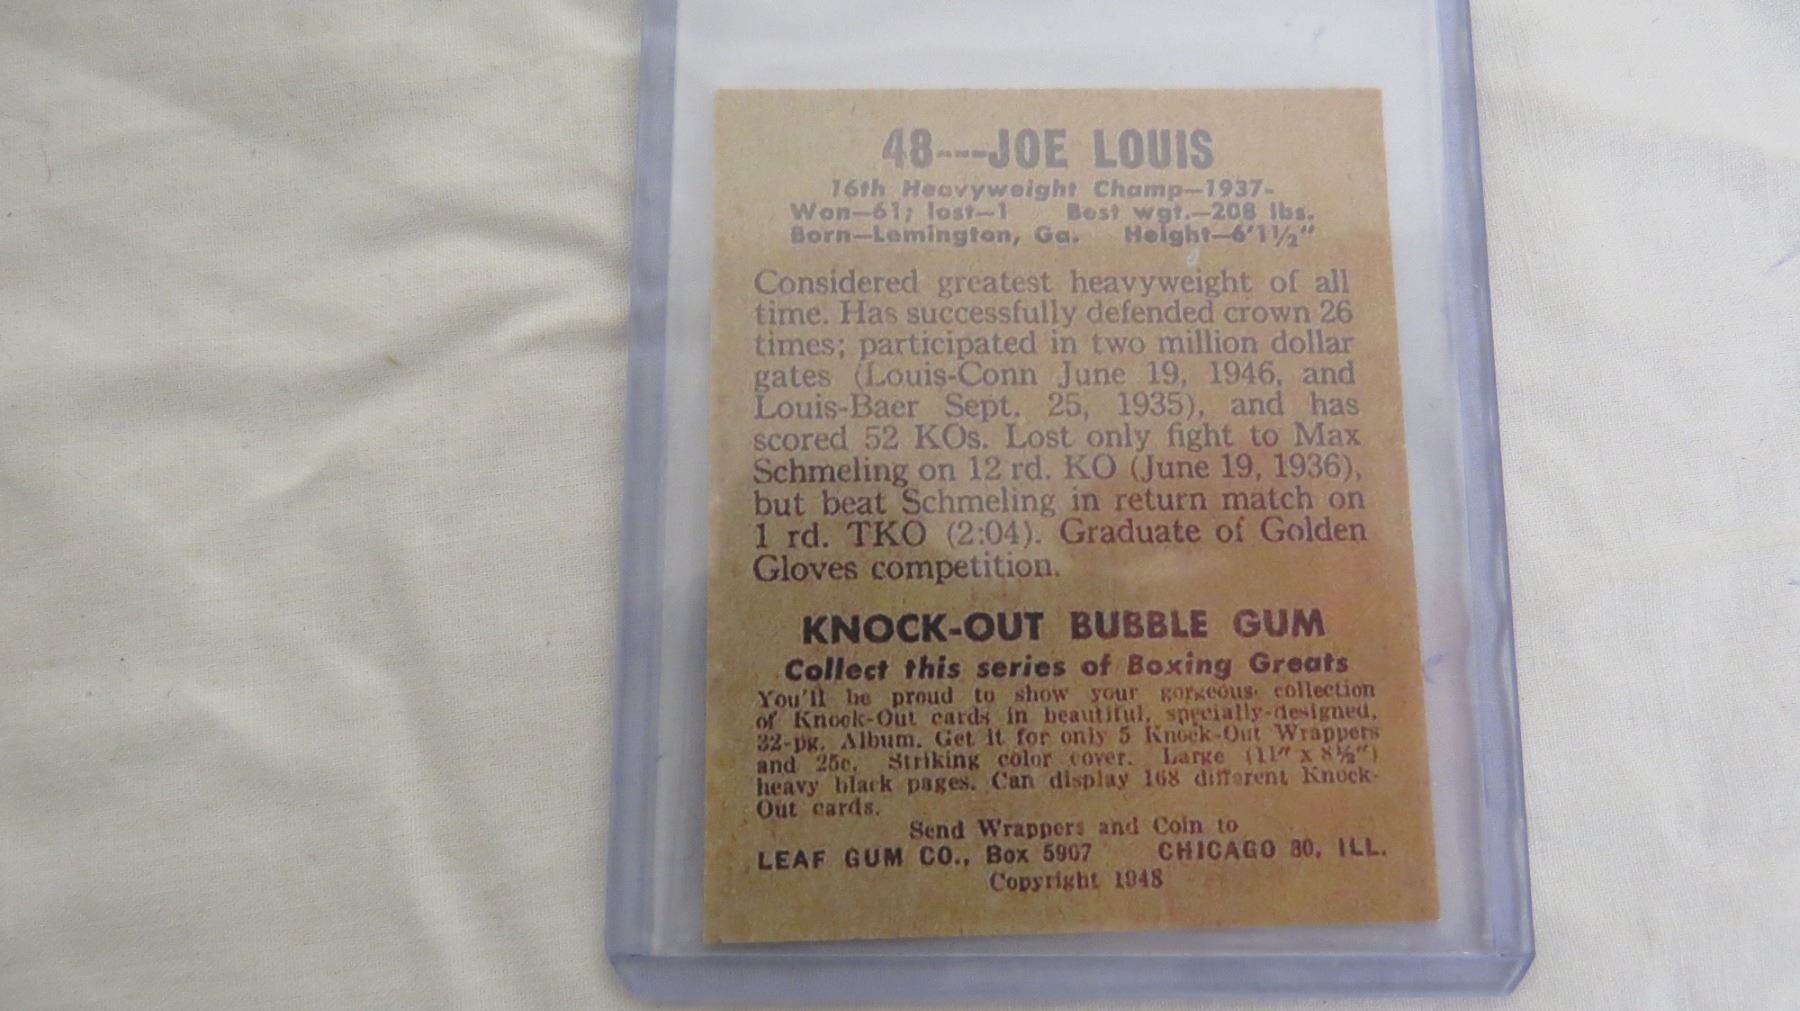 48---JOE LOUIS
16th Heavyweight Champ—1937-
Won—61; lost—1 Best wgt.—208 lbs.
Born—Lemington, Ga. Height—6'1½"
Considered greatest heavyweight of all
time. Has successfully defended crown 26
times; participated in two million dollar
gates (Louis-Conn June 19, 1946, and
Louis-Baer Sept. 25, 1935), and has
scored 52 KOs. Lost only fight to Max
Schmeling on 12 rd. KO (June 19, 1936),
but beat Schmeling in return match on
1 rd. TKO (2:04). Graduate of Golden
Gloves competition.
KNOCK-OUT BUBBLE GUM
Collect this series of Boxing Greats
You'll be proud to show your gorgeous collection
of Knock-Out cards in beautiful, specially-designed,
32-pg. Album. Get it for only 5 Knock-Out Wrappers
and 25c. Striking color cover. Large (11" x 8½")
heavy black pages. Can display 168 different Knock-
Out cards.
Send Wrappers and Coin to
LEAF GUM CO., Box 5907 CHICAGO 80, ILL.
Copyright 1948